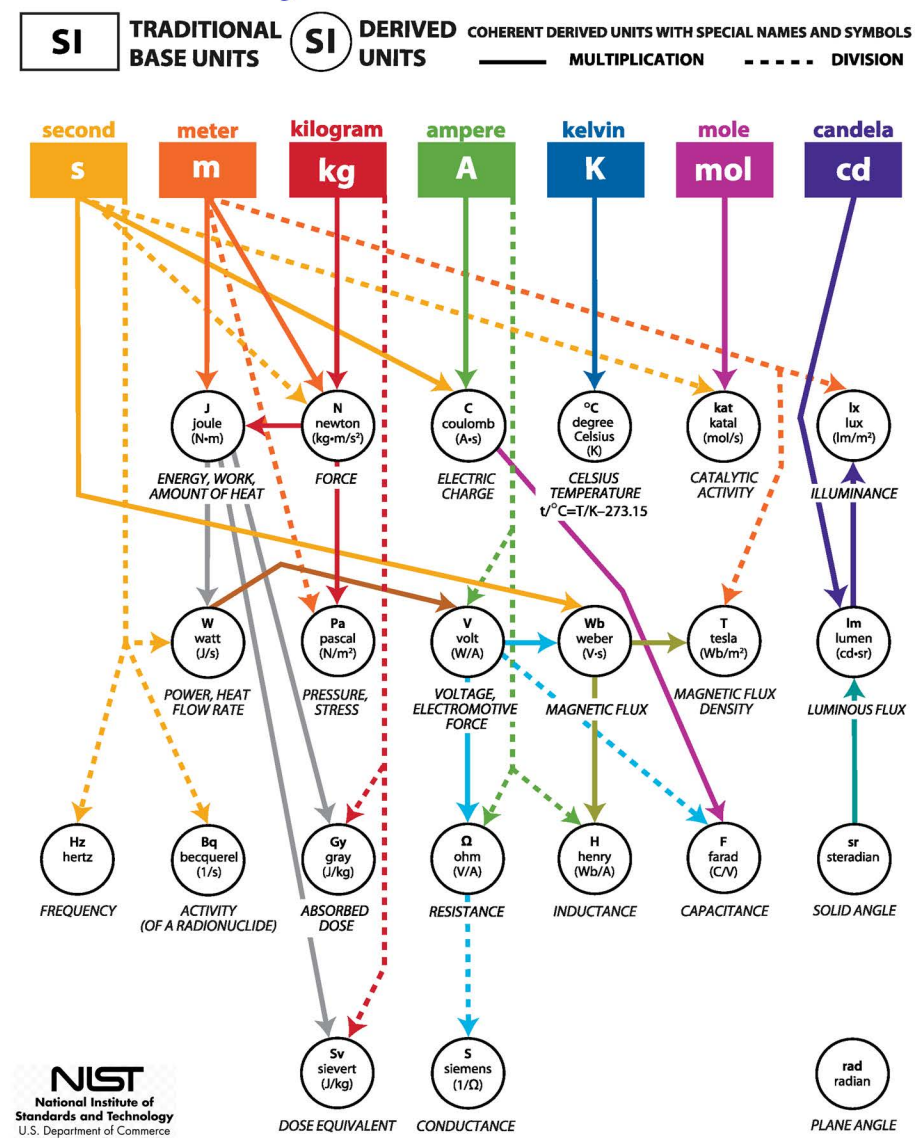 SI
TRADITIONAL
BASE UNITS
SI
DERIVED
UNITS
COHERENT DERIVED UNITS WITH SPECIAL NAMES AND SYMBOLS
MULTIPLICATION
DIVISION
second
meter
kilogram
ampere
kelvin
mole
candela
s
m
kg
A
K
mol
cd
J
joule
(N•m)
ENERGY, WORK,
AMOUNT OF HEAT
N
newton
(kg•m/s²)
FORCE
C
coulomb
(A•s)
ELECTRIC
CHARGE
°C
degree
Celsius
(K)
CELSIUS
TEMPERATURE
t/°C=T/K–273.15
kat
katal
(mol/s)
CATALYTIC
ACTIVITY
lx
lux
(lm/m²)
ILLUMINANCE
W
watt
(J/s)
POWER, HEAT
FLOW RATE
Pa
pascal
(N/m²)
PRESSURE,
STRESS
V
volt
(W/A)
VOLTAGE,
ELECTROMOTIVE
FORCE
Wb
weber
(V•s)
MAGNETIC FLUX
T
tesla
(Wb/m²)
MAGNETIC FLUX
DENSITY
lm
lumen
(cd•sr)
LUMINOUS FLUX
Hz
hertz
FREQUENCY
Bq
becquerel
(1/s)
ACTIVITY
(OF A RADIONUCLIDE)
Gy
gray
(J/kg)
ABSORBED
DOSE
Ω
ohm
(V/A)
RESISTANCE
H
henry
(Wb/A)
INDUCTANCE
F
farad
(C/V)
CAPACITANCE
sr
steradian
SOLID ANGLE
Sv
sievert
(J/kg)
DOSE EQUIVALENT
S
siemens
(1/Ω)
CONDUCTANCE
rad
radian
PLANE ANGLE
NIST
National Institute of
Standards and Technology
U.S. Department of Commerce